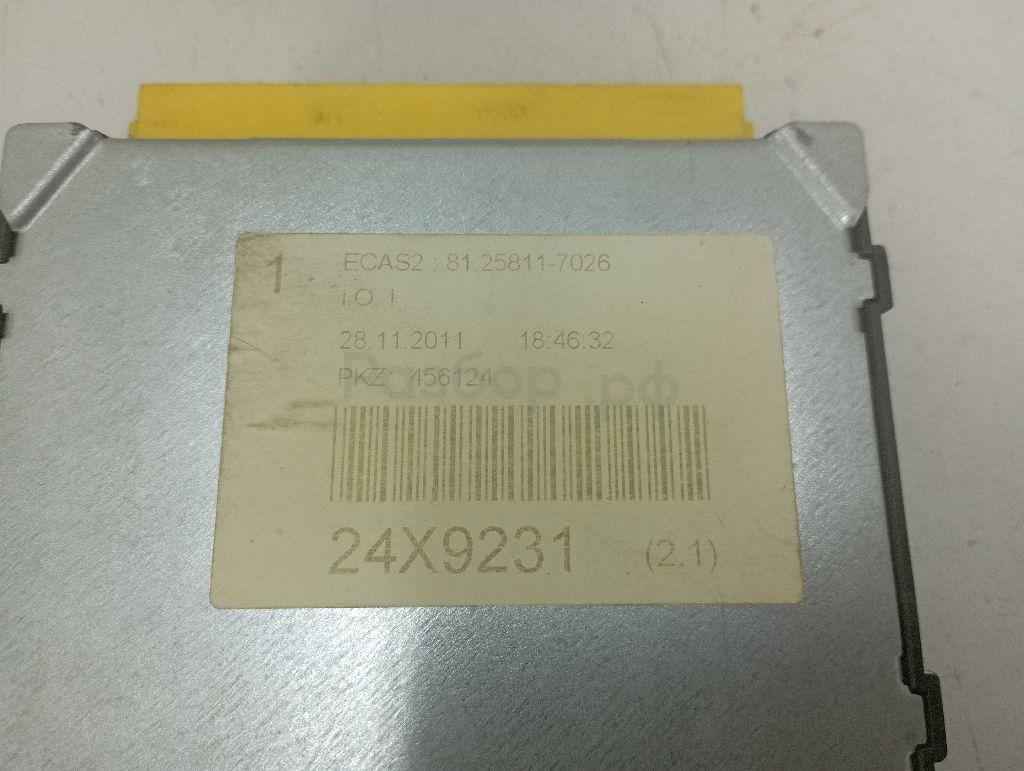 1
ECAS2 : 81.25811-7026
i.O. !
28.11.2011 18:46:32
PKZ: 456124
Разбор.рф
24X9231 (2.1)